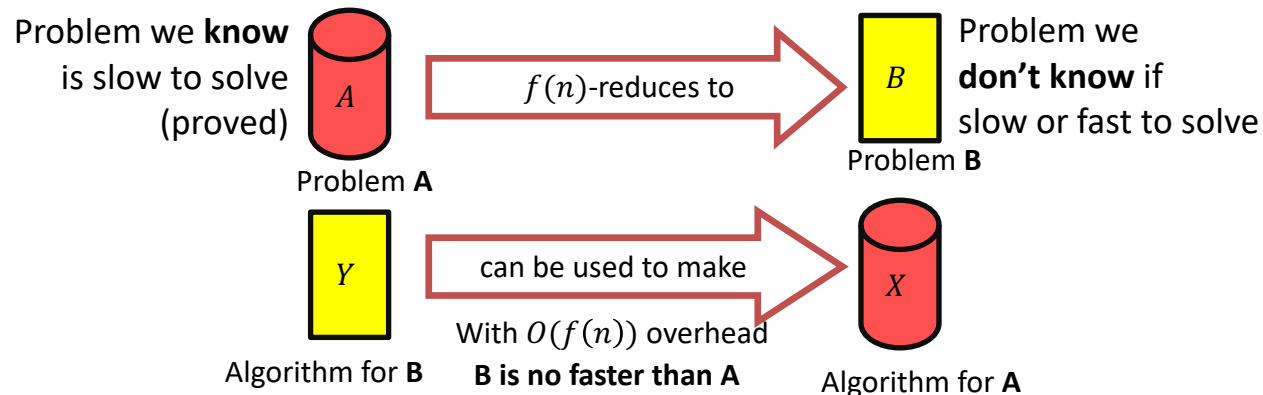 Problem we know
is slow to solve
(proved)
A
Problem A
f(n)-reduces to
B
Problem B
Problem we
don’t know if
slow or fast to solve
Y
Algorithm for B
can be used to make
With O(f(n)) overhead
B is no faster than A
X
Algorithm for A